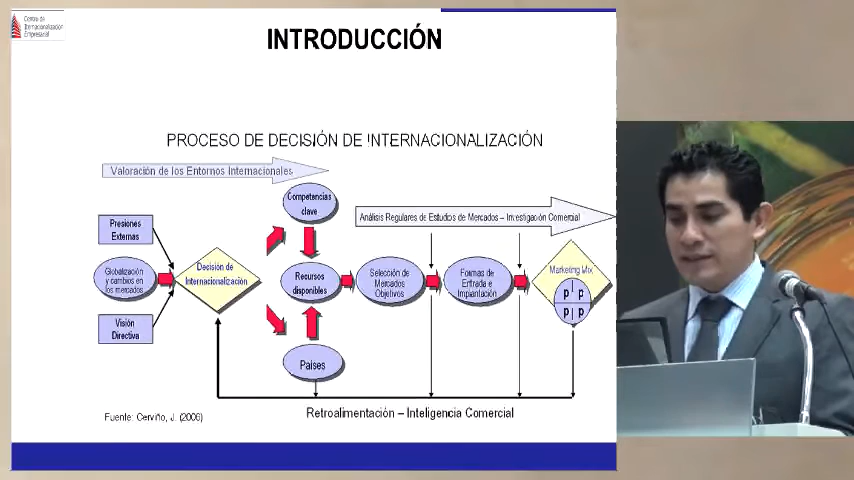 Centro de
Internacionalización
Empresarial
INTRODUCCIÓN
PROCESO DE DECISIÓN DE INTERNACIONALIZACIÓN
Valoración de los Entornos Internacionales
Competencias
clave
Análisis Regulares de Estudios de Mercados – Investigación Comercial
Presiones
Externas
Globalización
y cambios en
los mercados
Decisión de
Internacionalización
Recursos
disponibles
Selección de
Mercados
Objetivos
Formas de
Entrada e
Implantación
Marketing Mix
P P
P P
Visión
Directiva
Países
Fuente: Cerviño, J. (2006)
Retroalimentación – Inteligencia Comercial